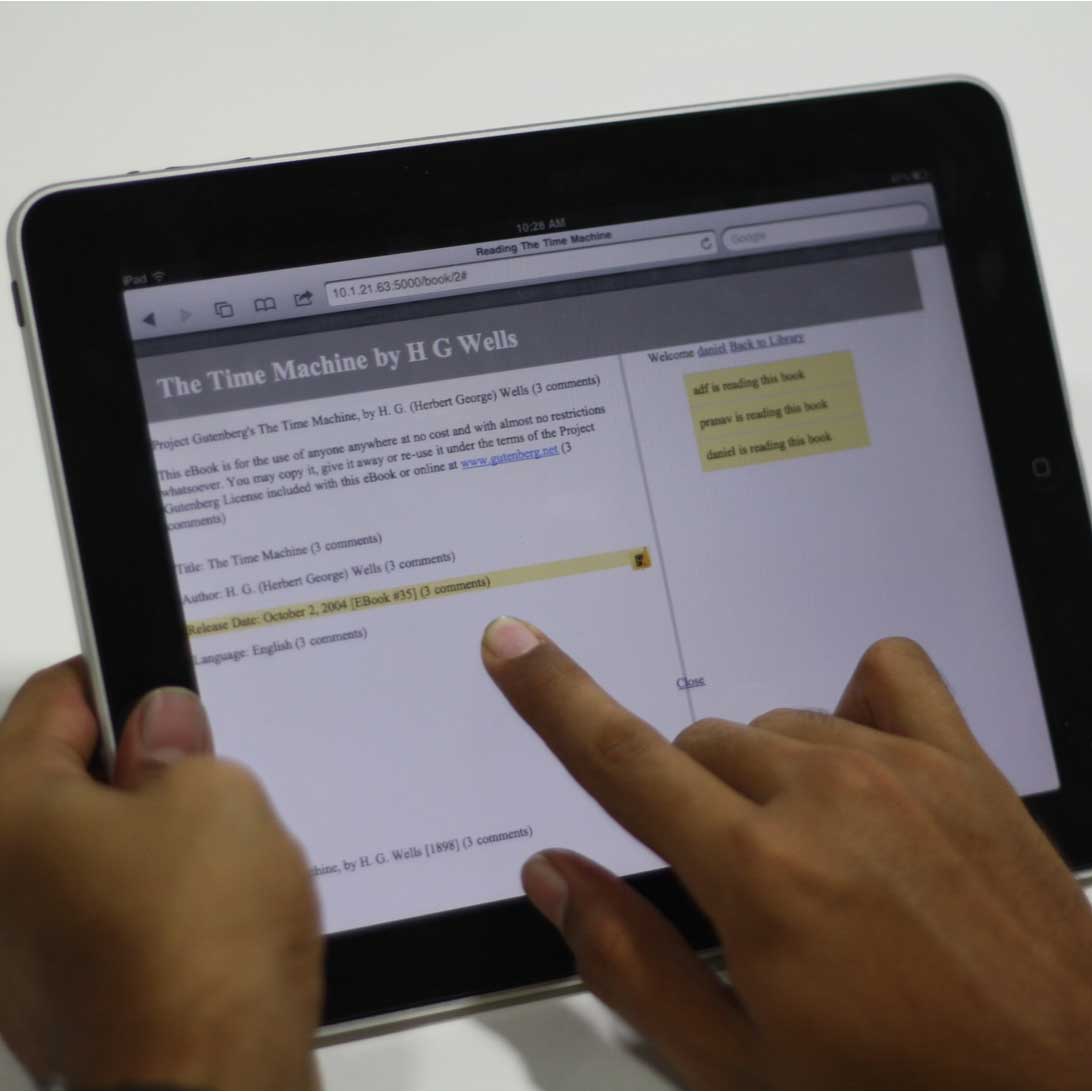 iPad
10:26 AM
Reading The Time Machine
10.1.21.63:5000/book/2#
Google
The Time Machine by H G Wells
Project Gutenberg's The Time Machine, by H. G. (Herbert George) Wells (3 comments)
This eBook is for the use of anyone anywhere at no cost and with almost no restrictions
whatsoever. You may copy it, give it away or re-use it under the terms of the Project
Gutenberg License included with this eBook or online at www.gutenberg.net (3
comments)
Title: The Time Machine (3 comments)
Author: H. G. (Herbert George) Wells (3 comments)
Release Date: October 2, 2004 [EBook #35] (3 comments)
Language: English (3 comments)
chine, by H. G. Wells [1898] (3 comments)
Welcome daniel Back to Library
adf is reading this book
pranav is reading this book
daniel is reading this book
Close